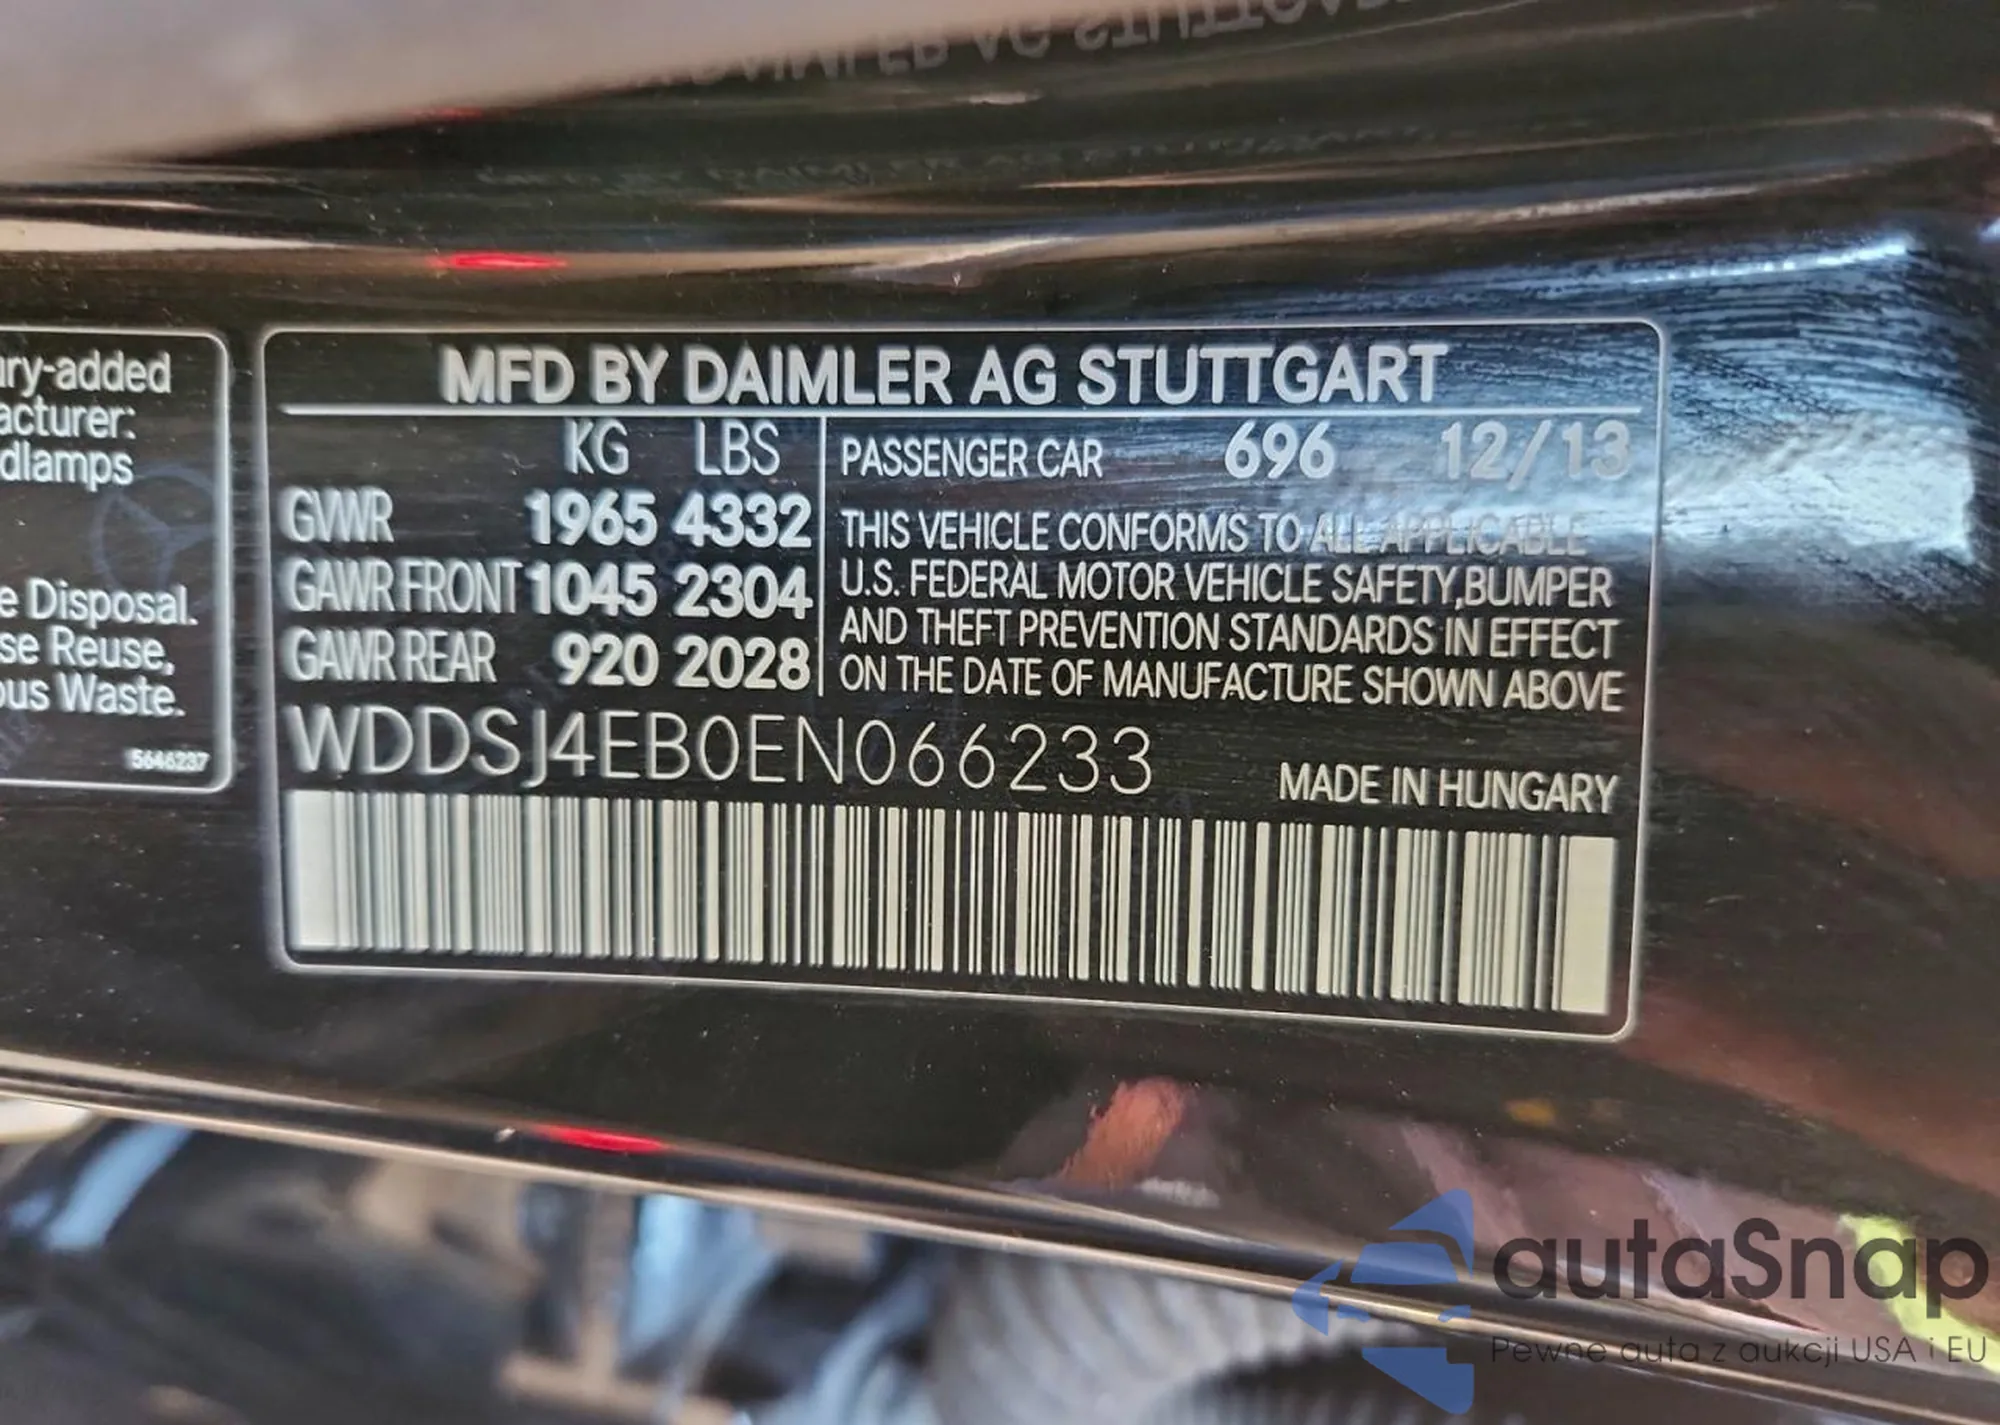 MFD BY DAIMLER AG STUTTGART
KG LBS
GVWR 1965 4332
GAWR FRONT 1045 2304
GAWR REAR 920 2028
PASSENGER CAR 696 12/13
THIS VEHICLE CONFORMS TO ALL APPLICABLE
U.S. FEDERAL MOTOR VEHICLE SAFETY,BUMPER
AND THEFT PREVENTION STANDARDS IN EFFECT
ON THE DATE OF MANUFACTURE SHOWN ABOVE
WDDSJ4EB0EN066233
MADE IN HUNGARY
ury-added
acturer:
dlamps
e Disposal.
se Reuse,
ous Waste.
5646237
autaSnap
Pewne auta z aukcji USA i EU